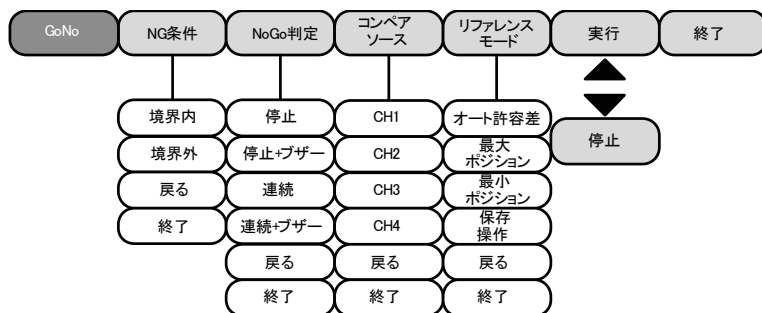 GoNo
NG条件
NoGo判定
コンペア
ソース
リファレンス
モード
実行
終了
境界内
停止
CH1
オート許容差
停止
境界外
停止+ブザー
CH2
最大
ポジション
戻る
連続
CH3
最小
ポジション
終了
連続+ブザー
CH4
保存
操作
戻る
戻る
戻る
終了
終了
終了